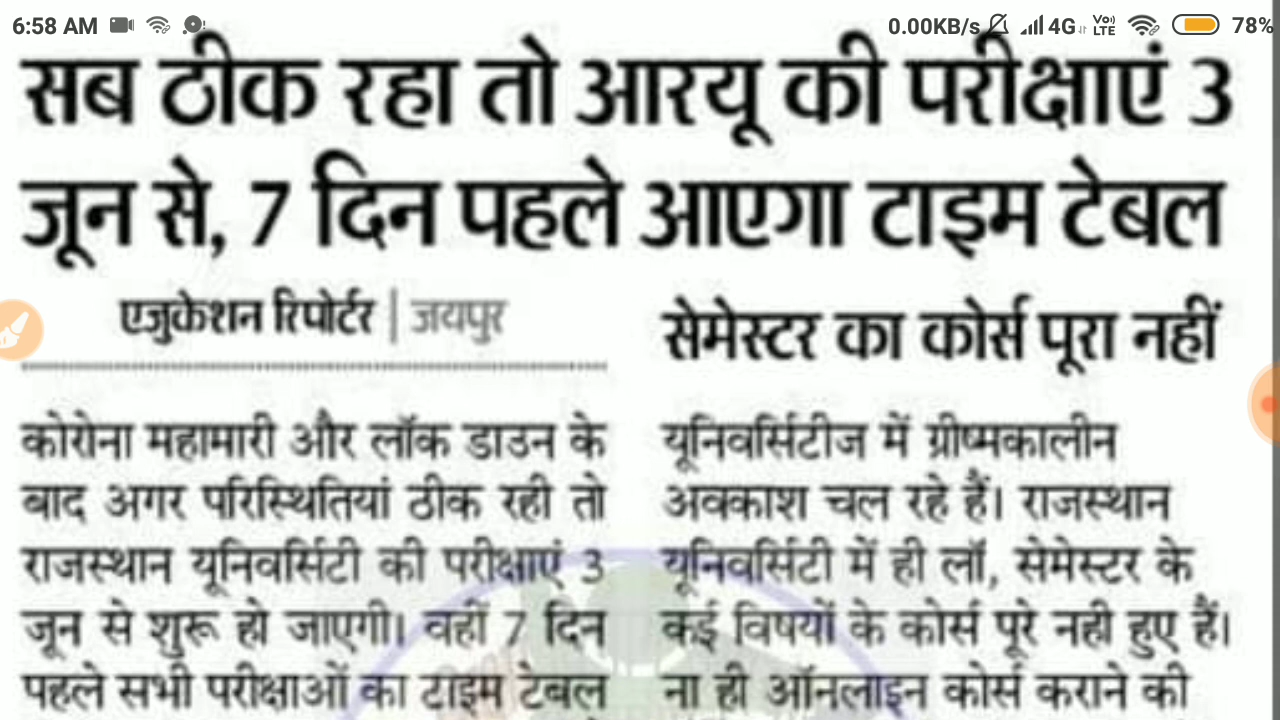 6:58 AM 0.00KB/s 4G Vo)) LTE 78%
सब ठीक रहा तो आरयू की परीक्षाएं 3
जून से, 7 दिन पहले आएगा टाइम टेबल
एजुकेशन रिपोर्टर | जयपुर
कोरोना महामारी और लॉक डाउन के
बाद अगर परिस्थितियां ठीक रही तो
राजस्थान यूनिवर्सिटी की परीक्षाएं 3
जून से शुरू हो जाएगी। वहीं 7 दिन
पहले सभी परीक्षाओं का टाइम टेबल
सेमेस्टर का कोर्स पूरा नहीं
यूनिवर्सिटीज में ग्रीष्मकालीन
अवकाश चल रहे हैं। राजस्थान
यूनिवर्सिटी में ही लॉ, सेमेस्टर के
कई विषयों के कोर्स पूरे नही हुए हैं।
ना ही ऑनलाइन कोर्स कराने की